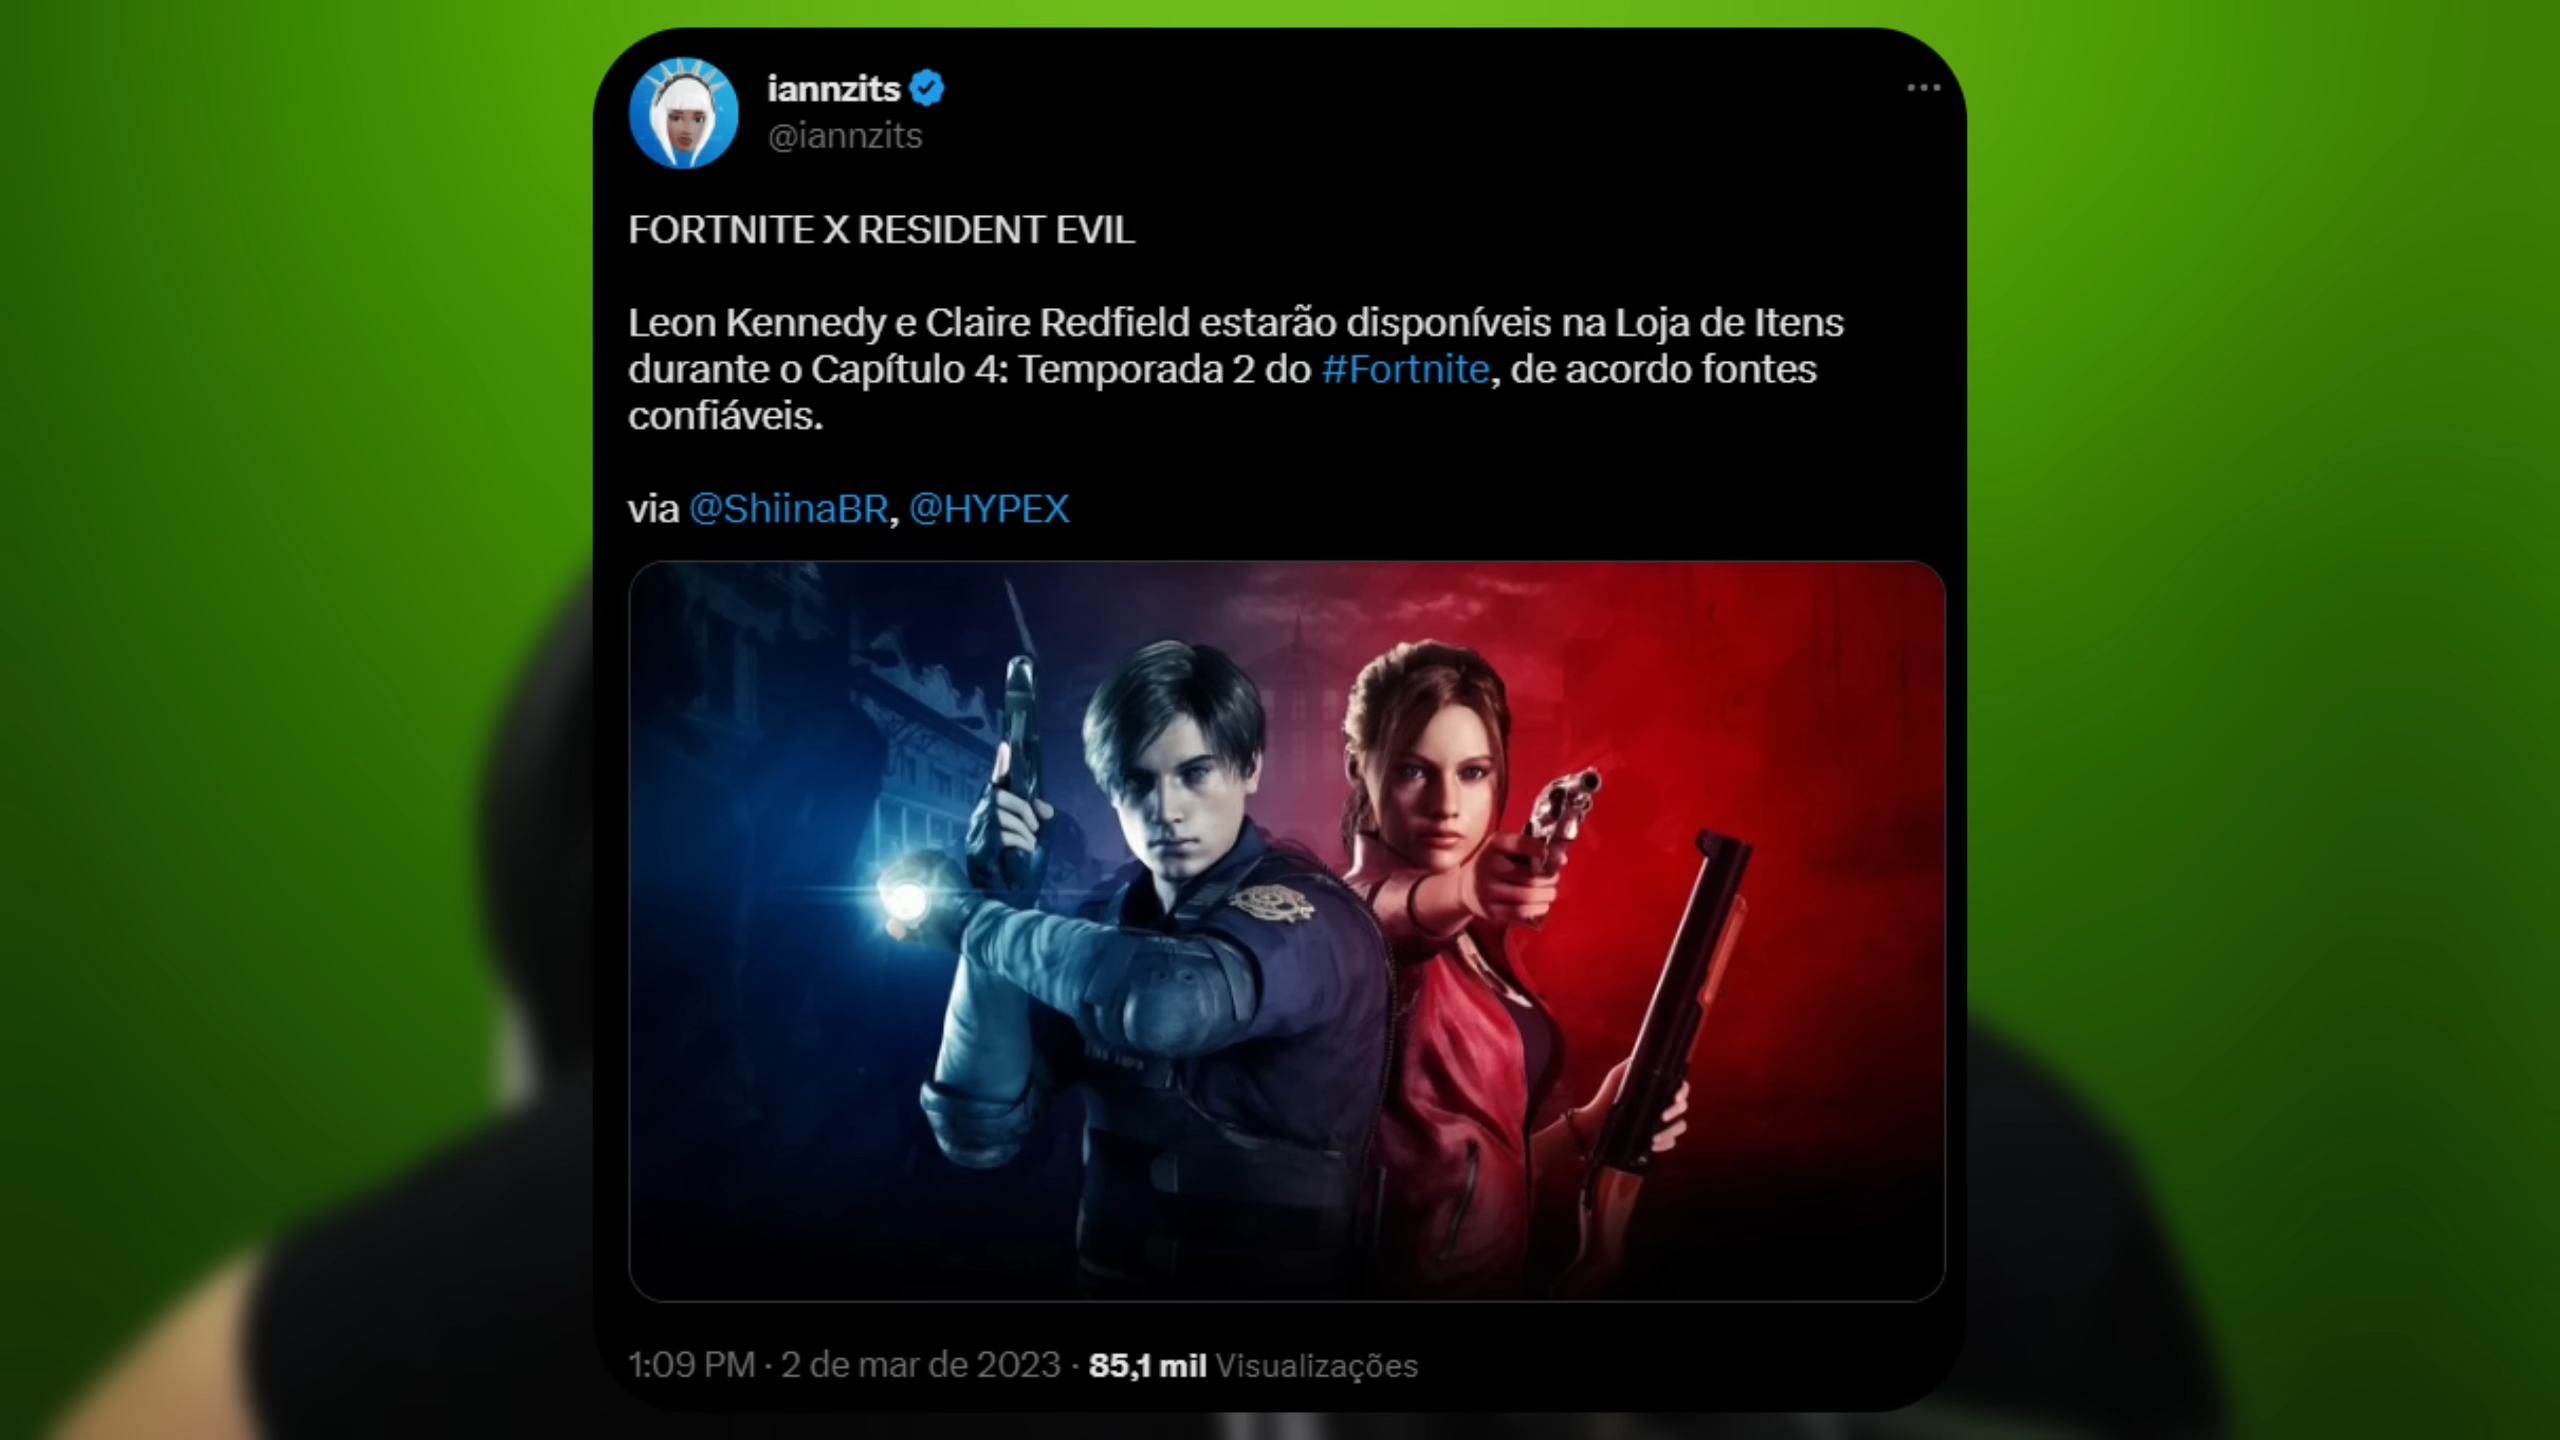 iannzits
@iannzits
FORTNITE X RESIDENT EVIL
Leon Kennedy e Claire Redfield estarão disponíveis na Loja de Itens
durante o Capítulo 4: Temporada 2 do #Fortnite, de acordo fontes
confiáveis.
via @ShiinaBR, @HYPEX
1:09 PM · 2 de mar de 2023 · 85,1 mil Visualizações